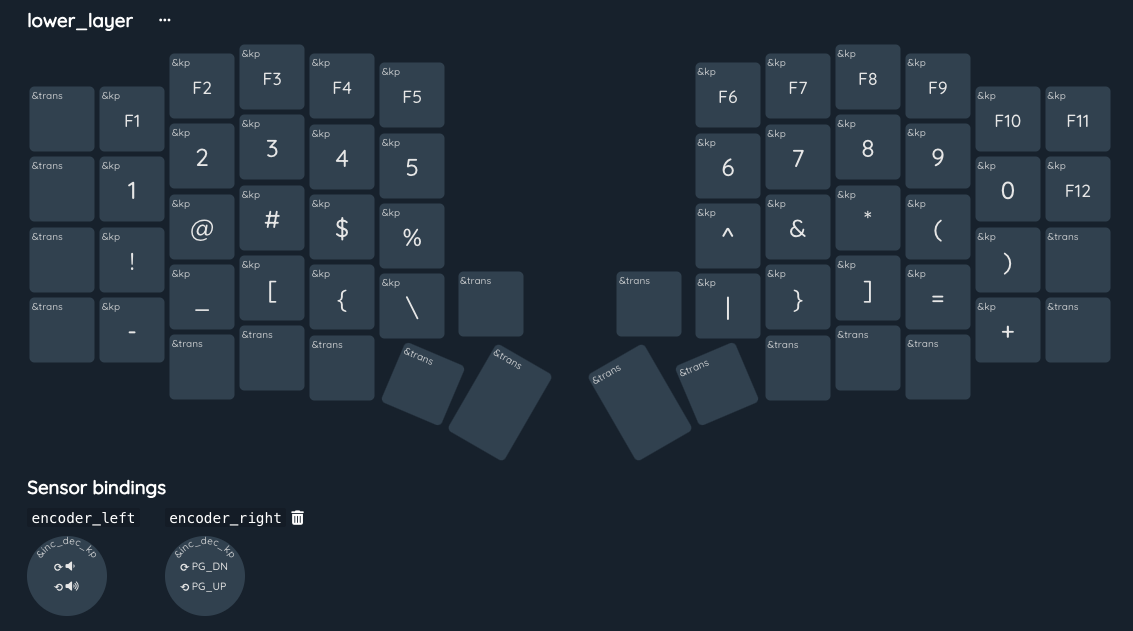 lower_layer ...
&trans &kp F1 &kp F2 &kp F3 &kp F4 &kp F5 &kp F6 &kp F7 &kp F8 &kp F9 &kp F10 &kp F11
&trans &kp 1 &kp 2 &kp 3 &kp 4 &kp 5 &kp 6 &kp 7 &kp 8 &kp 9 &kp 0 &kp F12
&trans &kp ! &kp @ &kp # &kp $ &kp % &kp ^ &kp & &kp * &kp ( &kp ) &trans
&trans &kp - &kp _ &kp [ &kp { &kp \ &trans &trans &kp | &kp } &kp ] &kp = &kp + &trans
&trans &trans &trans &trans &trans &trans &trans &trans &trans &trans
Sensor bindings
encoder_left encoder_right
&inc_dec_kp &inc_dec_kp
PG_DN
PG_UP